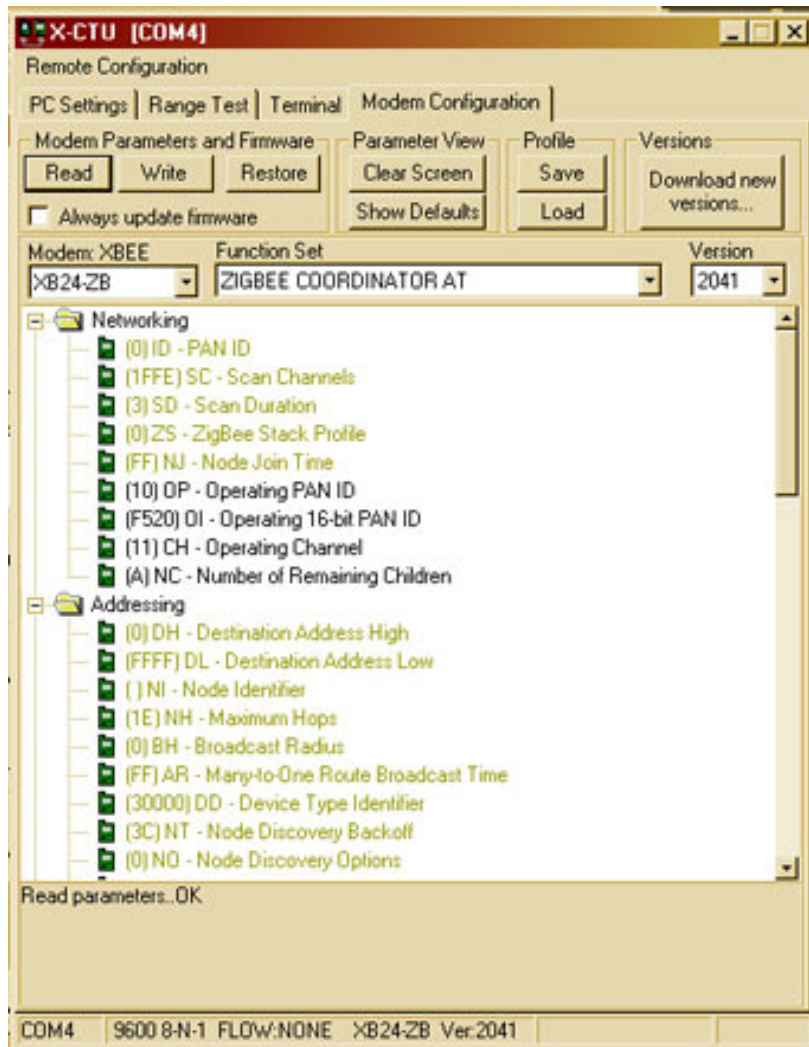 X-CTU [COM4]
Remote Configuration
PC Settings Range Test Terminal Modem Configuration
Modem Parameters and Firmware Parameter View Profile Versions
Read Write Restore Clear Screen Save Download new versions...
Always update firmware Show Defaults Load
Modem: XBEE Function Set Version
XB24-ZB ZIGBEE COORDINATOR AT 2041
Networking
(0) ID - PAN ID
(1FFE) SC - Scan Channels
(3) SD - Scan Duration
(0) ZS - ZigBee Stack Profile
(FF) NJ - Node Join Time
(10) OP - Operating PAN ID
(F520) OI - Operating 16-bit PAN ID
(11) CH - Operating Channel
(A) NC - Number of Remaining Children
Addressing
(0) DH - Destination Address High
(FFFF) DL - Destination Address Low
( ) NI - Node Identifier
(1E) NH - Maximum Hops
(0) BH - Broadcast Radius
(FF) AR - Many-to-One Route Broadcast Time
(30000) DD - Device Type Identifier
(3C) NT - Node Discovery Backoff
(0) NO - Node Discovery Options
Read parameters..OK
COM4 9600 8-N-1 FLOW:NONE XB24-ZB Ver:2041